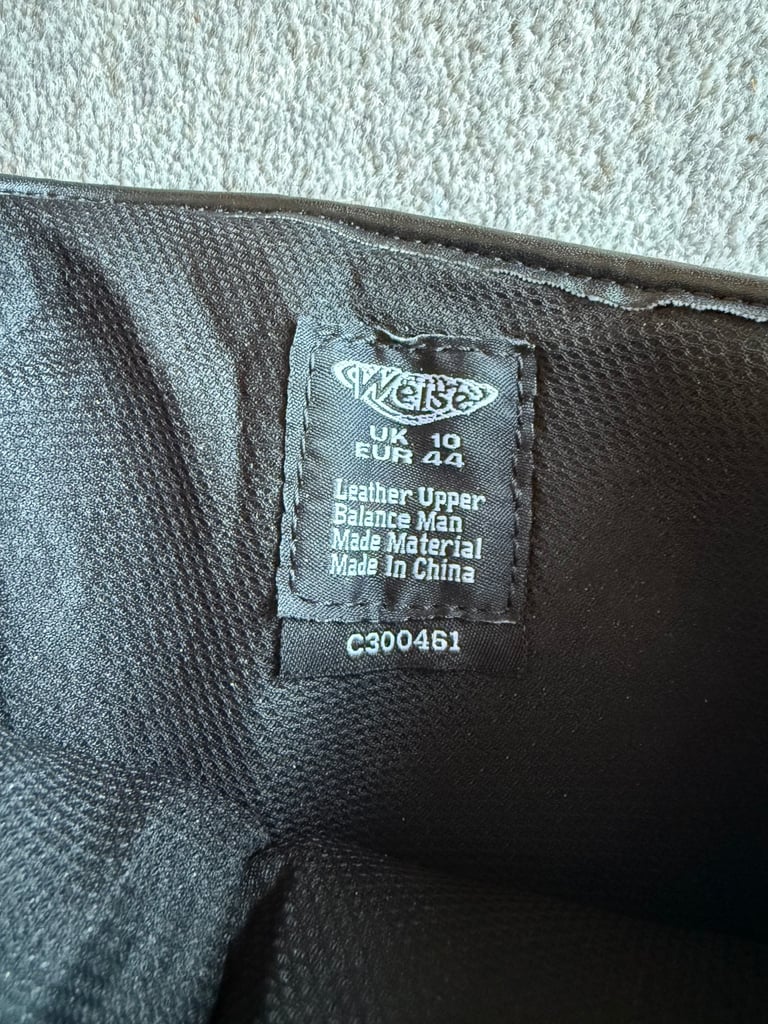 Weise
UK 10
EUR 44
Leather Upper
Balance Man
Made Material
Made In China
C300461